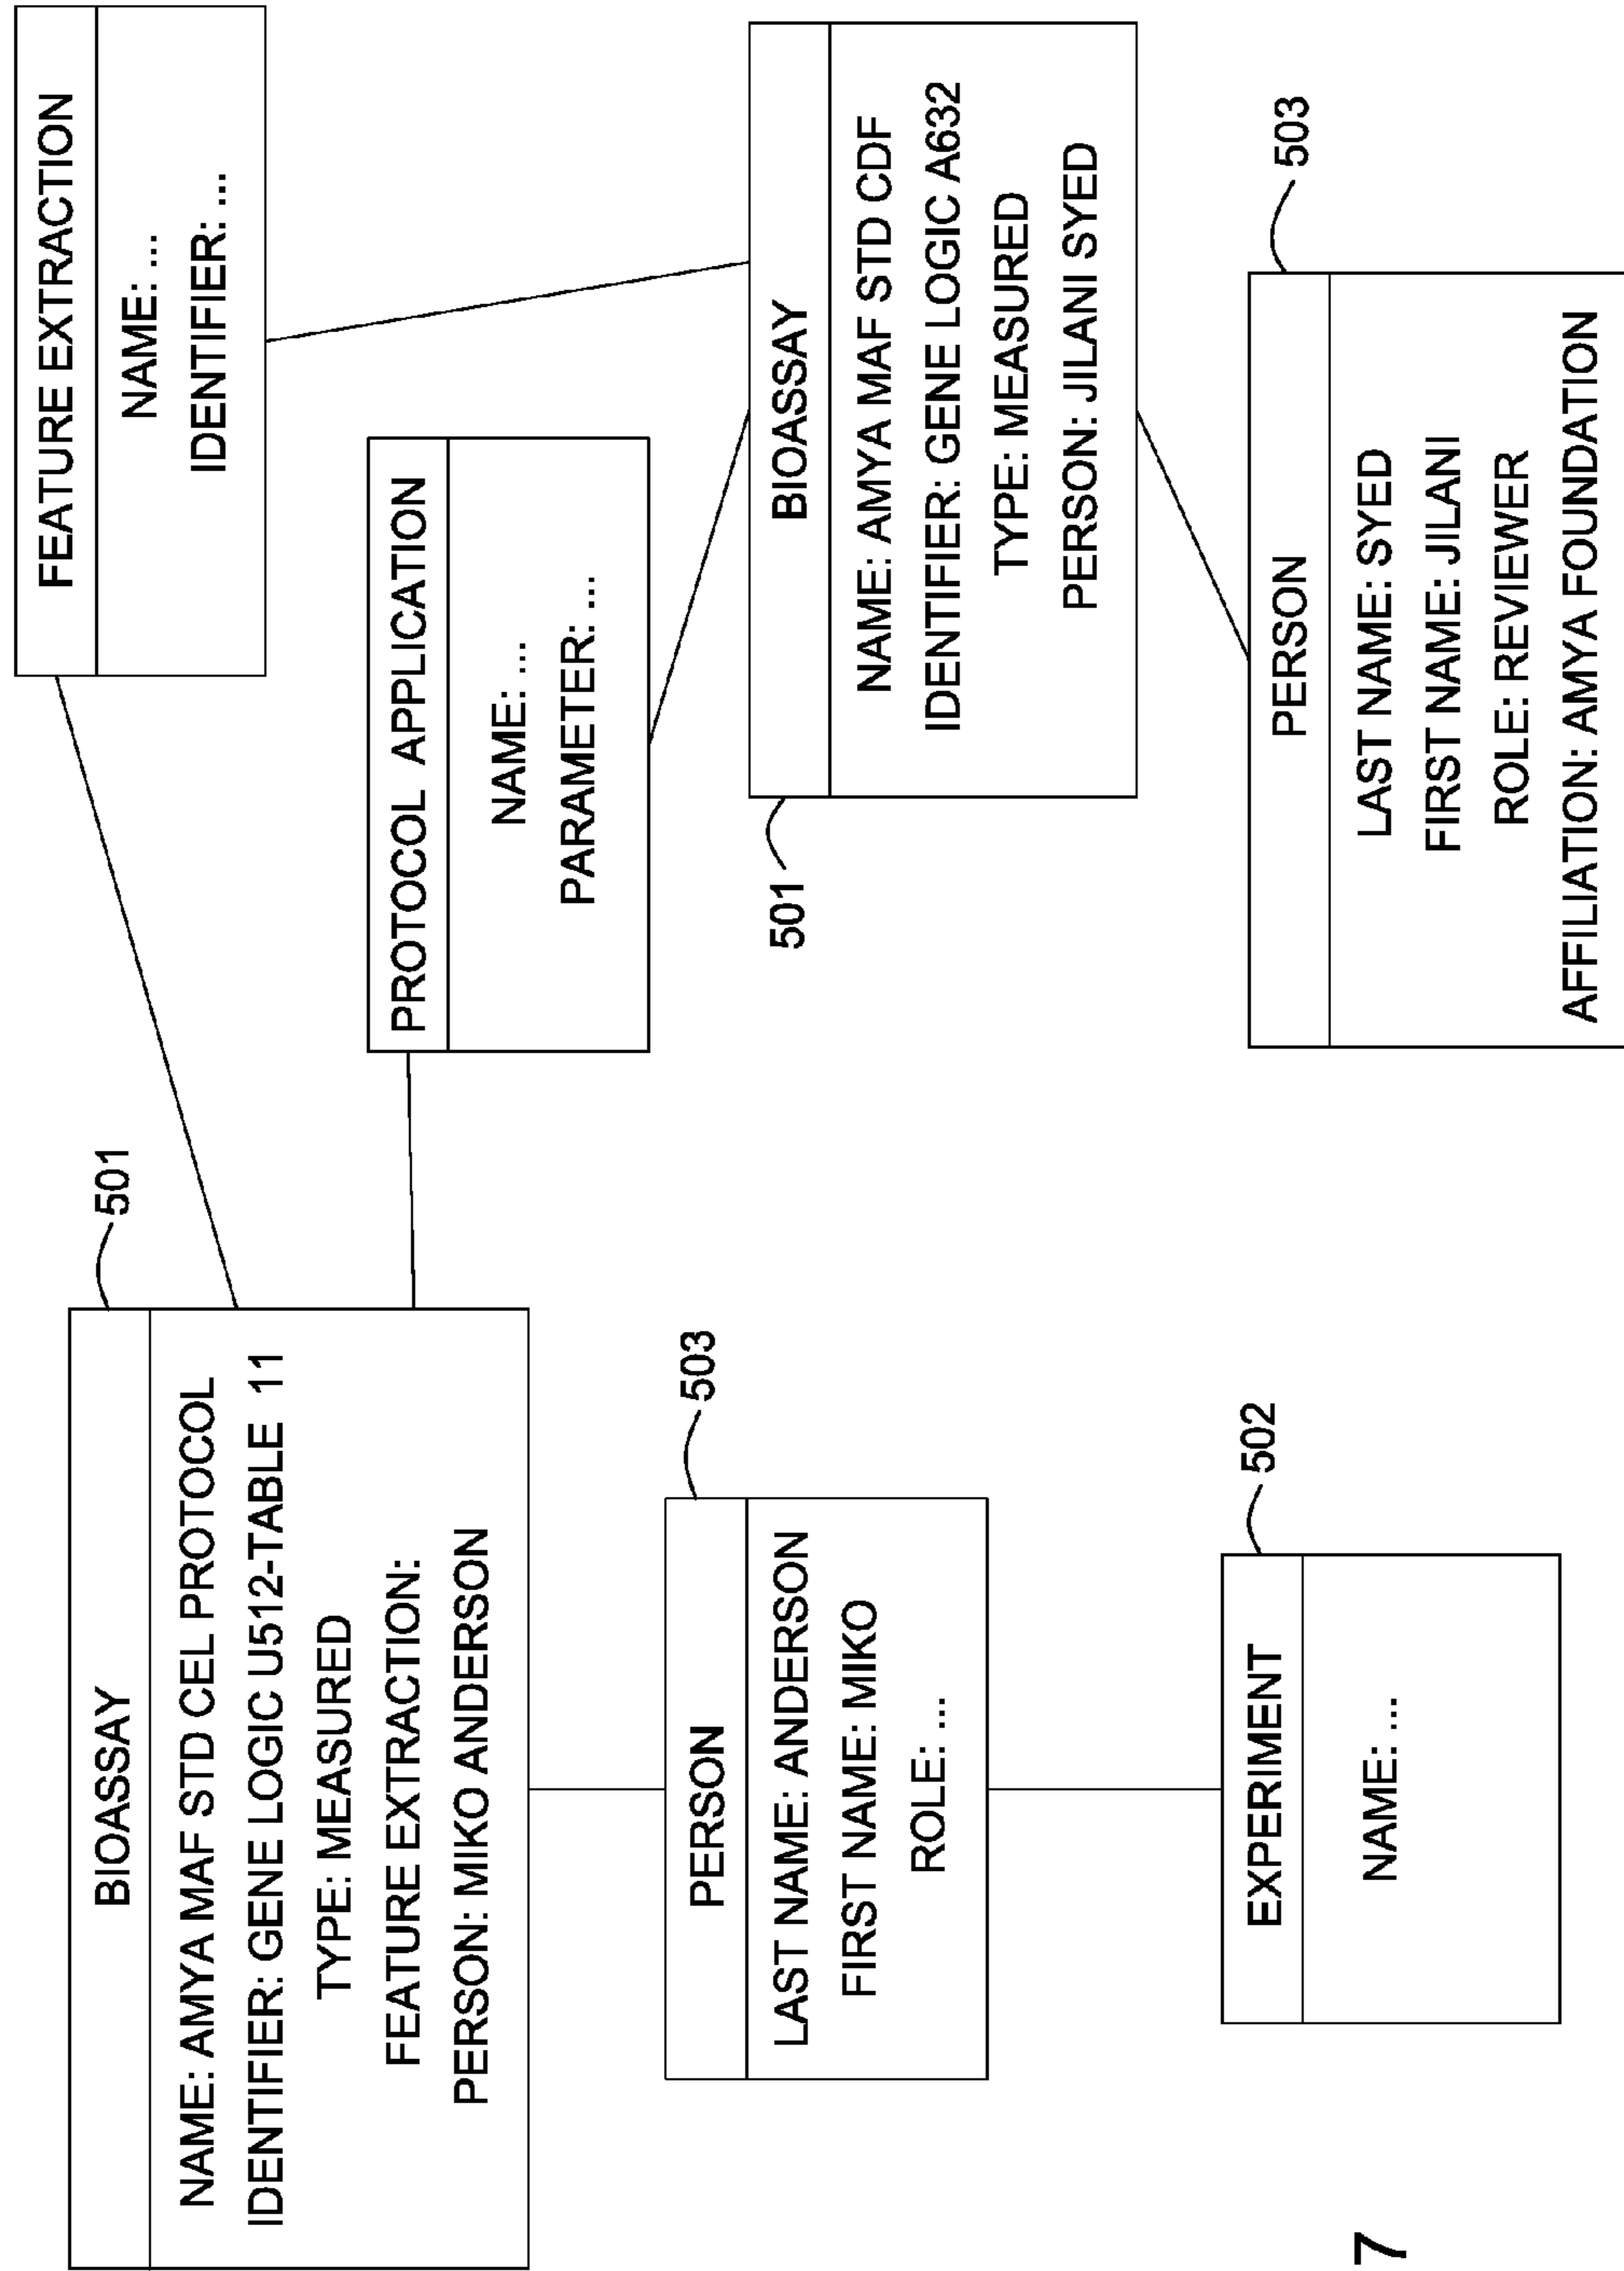 BIOASSAY
501
NAME: AMYA MAF STD CEL PROTOCOL
IDENTIFIER: GENE LOGIC U512-TABLE 11
TYPE: MEASURED
FEATURE EXTRACTION:
PERSON: MIKO ANDERSON
FEATURE EXTRACTION
NAME: ...
IDENTIFIER: ...
PROTOCOL APPLICATION
NAME: ...
PARAMETER: ...
PERSON
503
LAST NAME: ANDERSON
FIRST NAME: MIKO
ROLE: ...
501
BIOASSAY
NAME: AMYA MAF STD CDF
IDENTIFIER: GENE LOGIC A632
TYPE: MEASURED
PERSON: JILANI SYED
EXPERIMENT
502
NAME: ...
PERSON
503
LAST NAME: SYED
FIRST NAME: JILANI
ROLE: REVIEWER
AFFILIATION: AMYA FOUNDATION
7